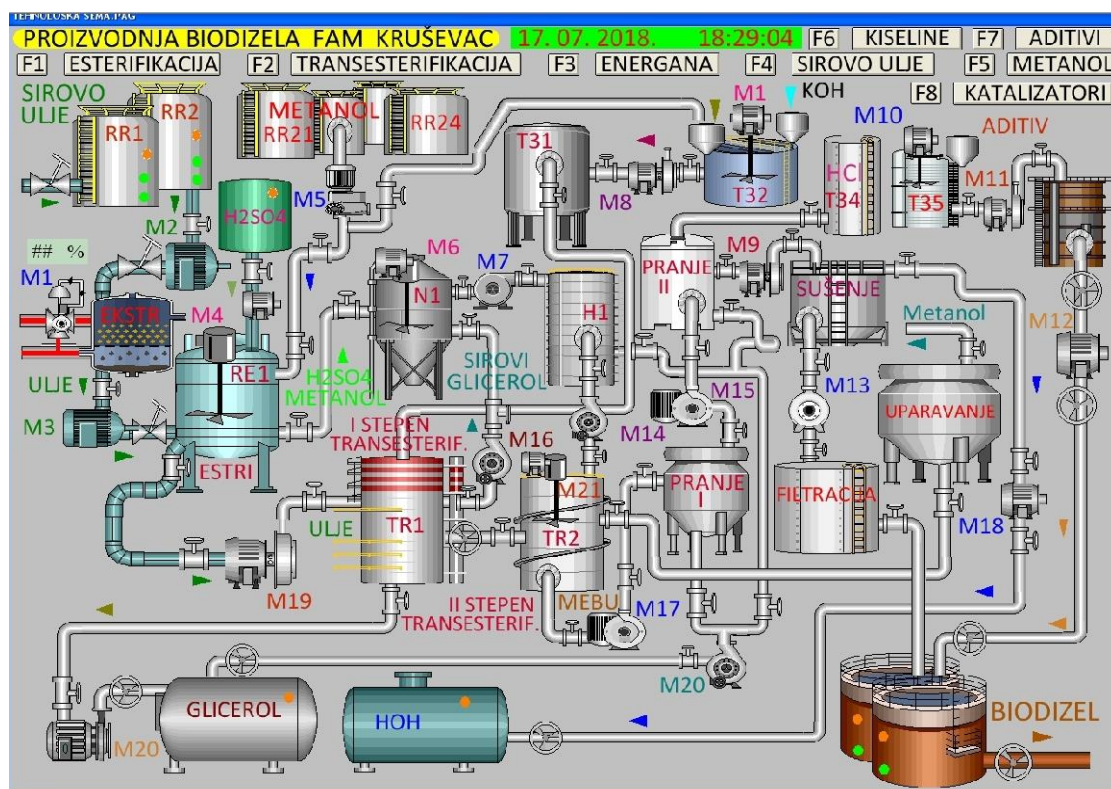 TEHNOLOSKA SEMA.PAG
PROIZVODNJA BIODIZELA FAM KRUŠEVAC
17. 07. 2018. 18:29:04
F6 KISELINE F7 ADITIVI
F1 ESTERIFIKACIJA F2 TRANSESTERIFIKACIJA F3 ENERGANA F4 SIROVO ULJE F5 METANOL
F8 KATALIZATORI
SIROVO
ULJE
RR1
RR2
METANOL
RR21
RR24
M1
KOH
M10
ADITIV
T31
T32
HCl
T34
T35
M11
H2SO4
M5
M8
M2
## %
M1
EKSTR
M4
M6
N1
M7
H1
PRANJE
II
M9
SUŠENJE
Metanol
M12
RE1
ULJE
M3
ESTRI
H2SO4
METANOL
SIROVI
GLICEROL
M15
M13
UPARAVANJE
I STEPEN
TRANSESTERIF.
M16
M14
M21
PRANJE
I
FILTRACIJA
M18
ULJE
TR1
TR2
M19
II STEPEN
TRANSESTERIF.
MEBU
M17
M20
GLICEROL
HOH
M20
BIODIZEL